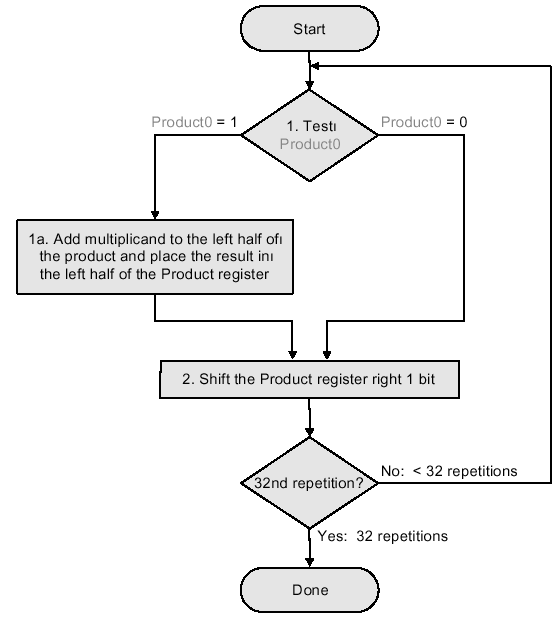 Start
Product0 = 1
1. Testı
Product0
Product0 = 0
1a. Add multiplicand to the left half ofı
the product and place the result inı
the left half of the Product register
2. Shift the Product register right 1 bit
32nd repetition?
No:  < 32 repetitions
Yes:  32 repetitions
Done